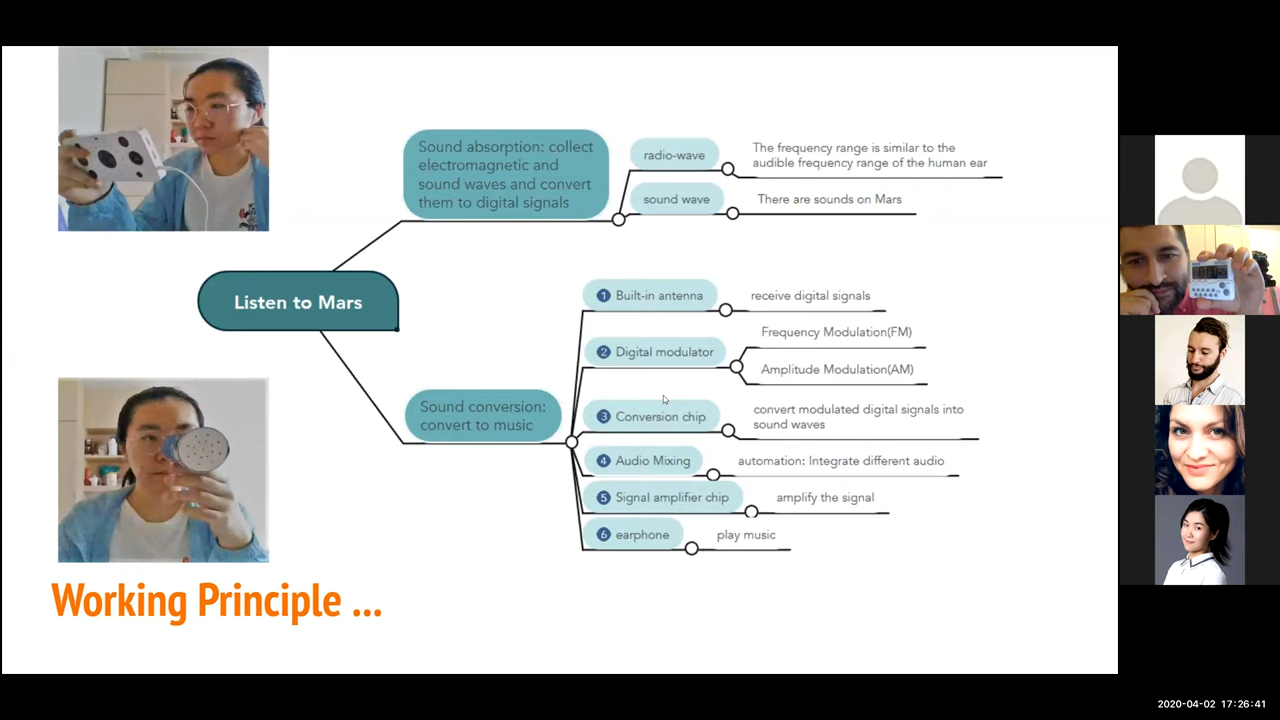 Sound absorption: collect
electromagnetic and
sound waves and convert
them to digital signals
radio-wave
The frequency range is similar to the
audible frequency range of the human ear
sound wave
There are sounds on Mars
Listen to Mars
Sound conversion:
convert to music
1 Built-in antenna
receive digital signals
2 Digital modulator
Frequency Modulation(FM)
Amplitude Modulation(AM)
3 Conversion chip
convert modulated digital signals into
sound waves
4 Audio Mixing
automation: Integrate different audio
5 Signal amplifier chip
amplify the signal
6 earphone
play music
Working Principle ...
2020-04-02 17:26:41